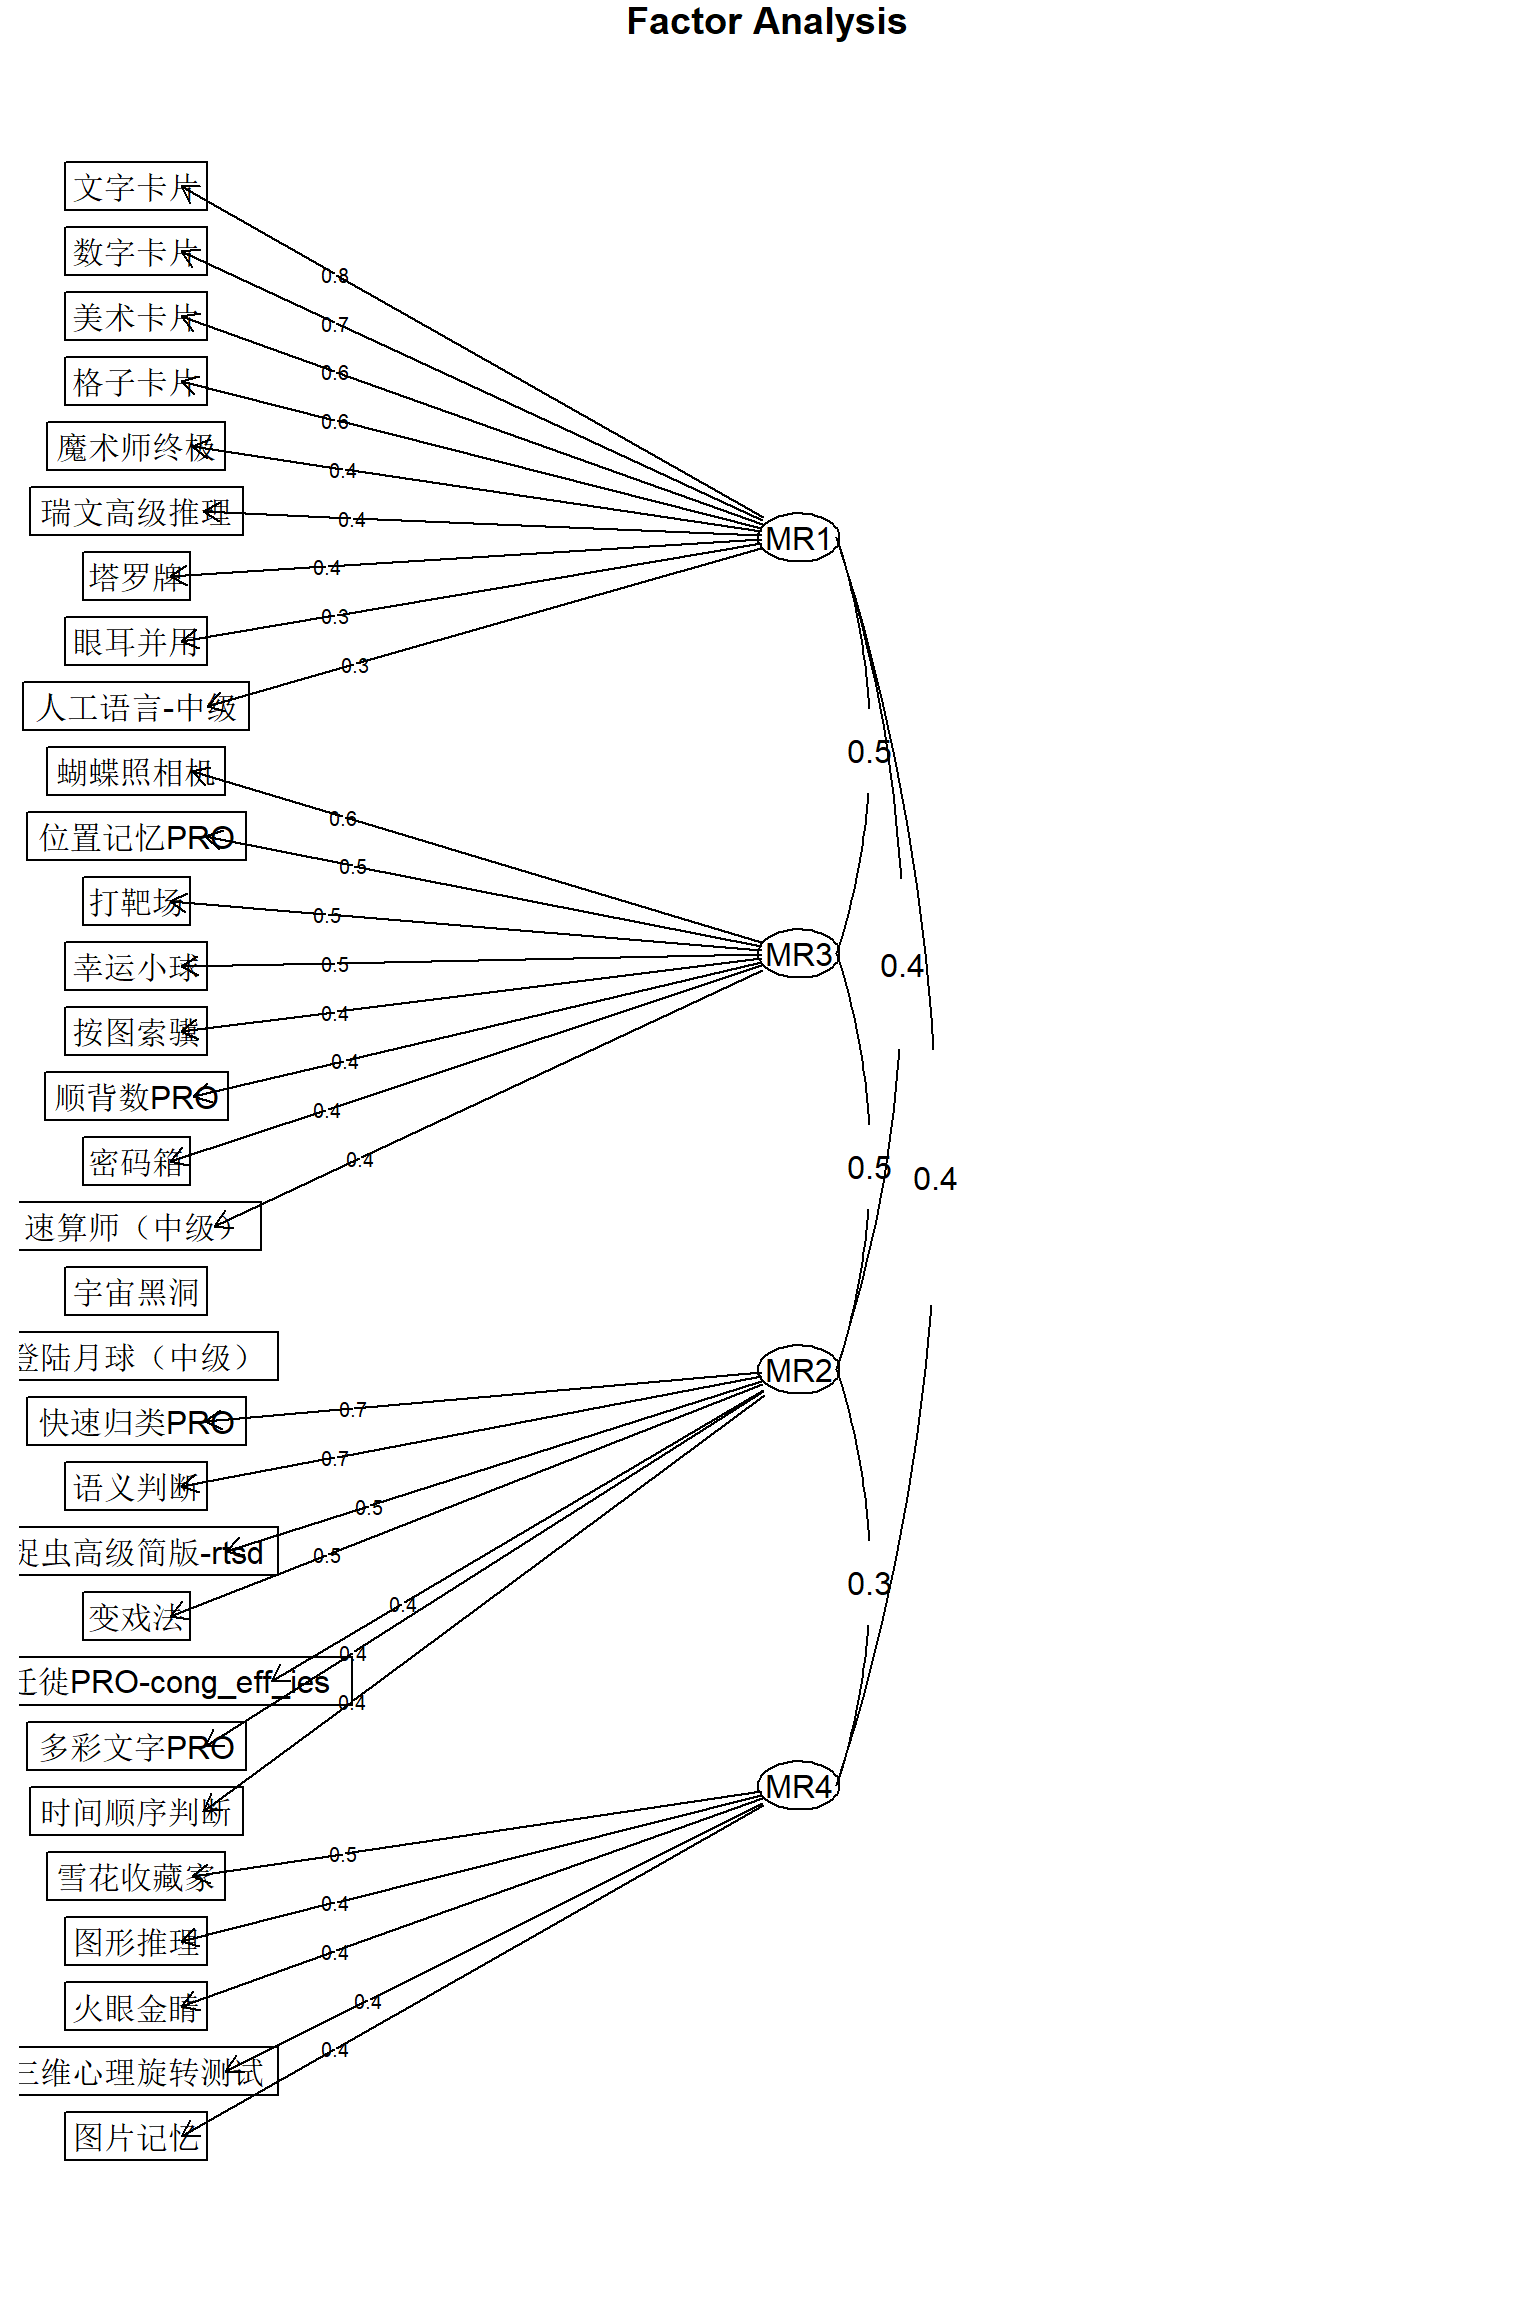 Factor Analysis
文字卡片
数字卡片
美术卡片
格子卡片
魔术师终极
瑞文高级推理
塔罗牌
眼耳并用
人工语言-中级
蝴蝶照相机
位置记忆PRO
打靶场
幸运小球
按图索骥
顺背数PRO
密码箱
速算师（中级）
宇宙黑洞
登陆月球（中级）
快速归类PRO
语义判断
捉虫高级简版-rtsd
变戏法
迁徙PRO-cong_eff_ies
多彩文字PRO
时间顺序判断
雪花收藏家
图形推理
火眼金睛
三维心理旋转测试
图片记忆
0.8
0.7
0.6
0.6
0.4
0.4
0.4
0.3
0.3
0.6
0.5
0.5
0.5
0.4
0.4
0.4
0.4
0.7
0.7
0.5
0.5
0.4
0.4
0.4
0.5
0.4
0.4
0.4
0.4
MR1
MR3
MR2
MR4
0.5
0.4
0.5
0.4
0.3